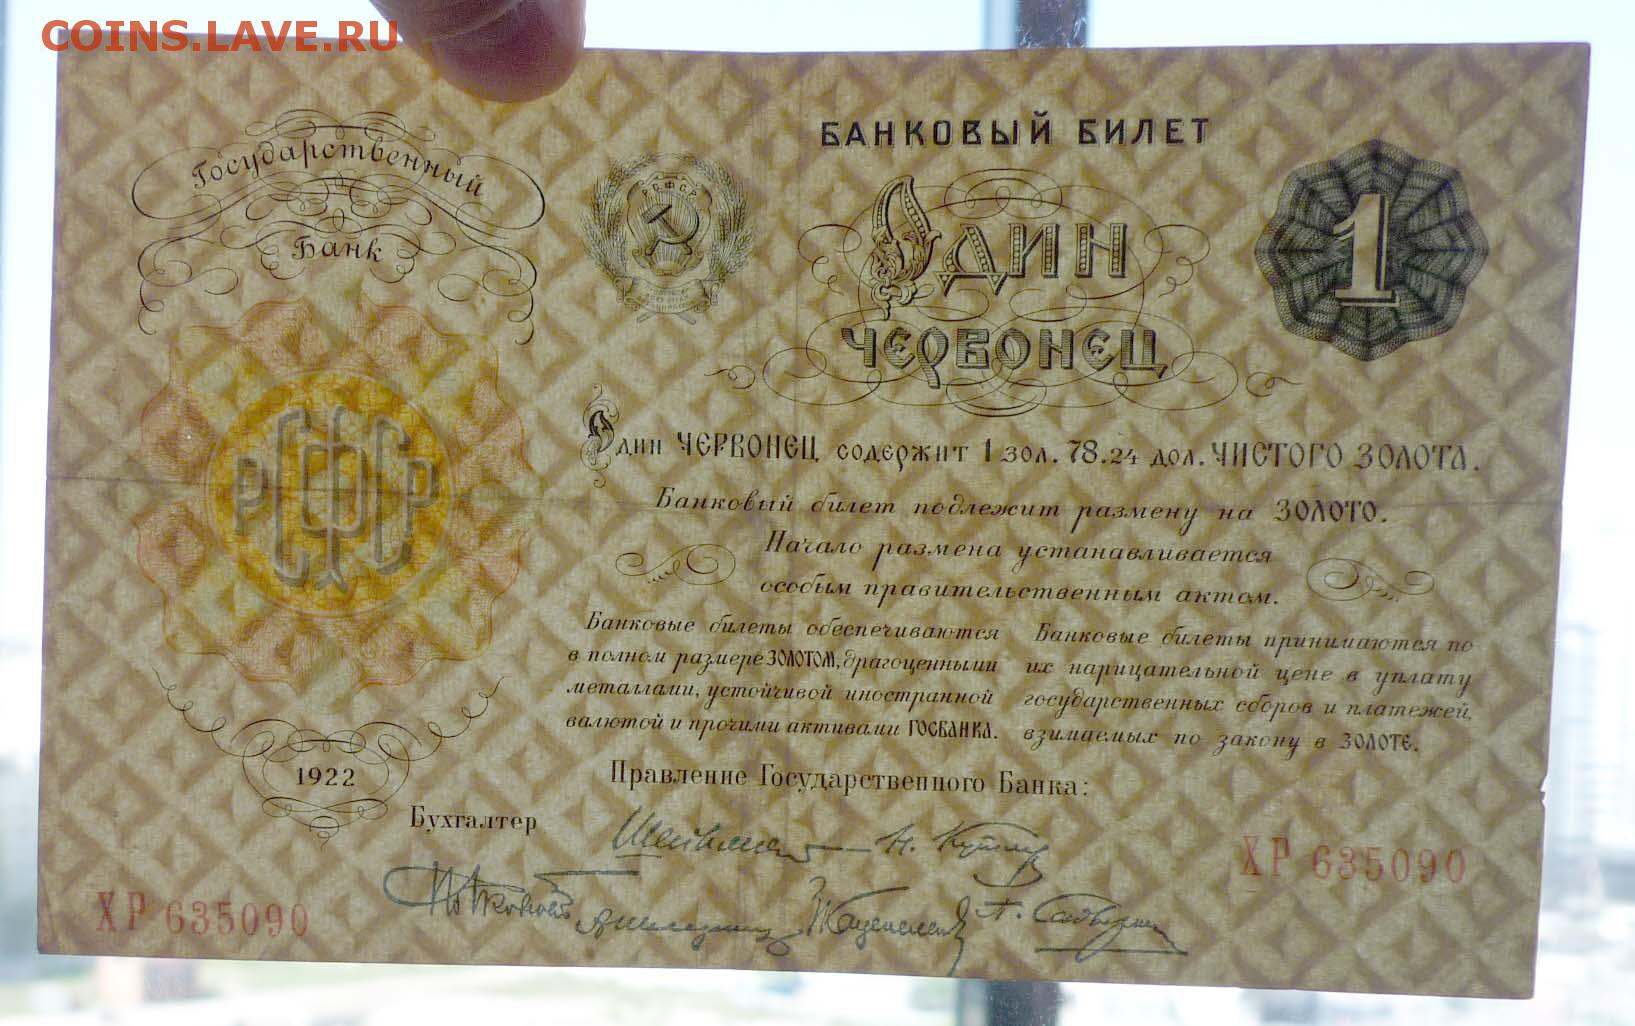 COINS.LAVE.RU
Государственный
Банк
РСФСР
1922
РСФСР
БАНКОВЫЙ БИЛЕТ
Один
ЧЕРВОНЕЦ
1
Один ЧЕРВОНЕЦ содержит 1 зол. 78.24 дол. ЧИСТОГО ЗОЛОТА.
Банковый билет подлежит размену на ЗОЛОТО.
Начало размена устанавливается
особым правительственным актом.
Банковые билеты обеспечиваются
в полном размере ЗОЛОТОМ, драгоценными
металлами, устойчивой иностранной
валютой и прочими активами ГОСБАНКА.
Банковые билеты принимаются по
их нарицательной цене в уплату
государственных сборов и платежей,
взимаемых по закону в ЗОЛОТЕ.
Правление Государственного Банка:
Бухгалтер
ХР 635090
ХР 635090